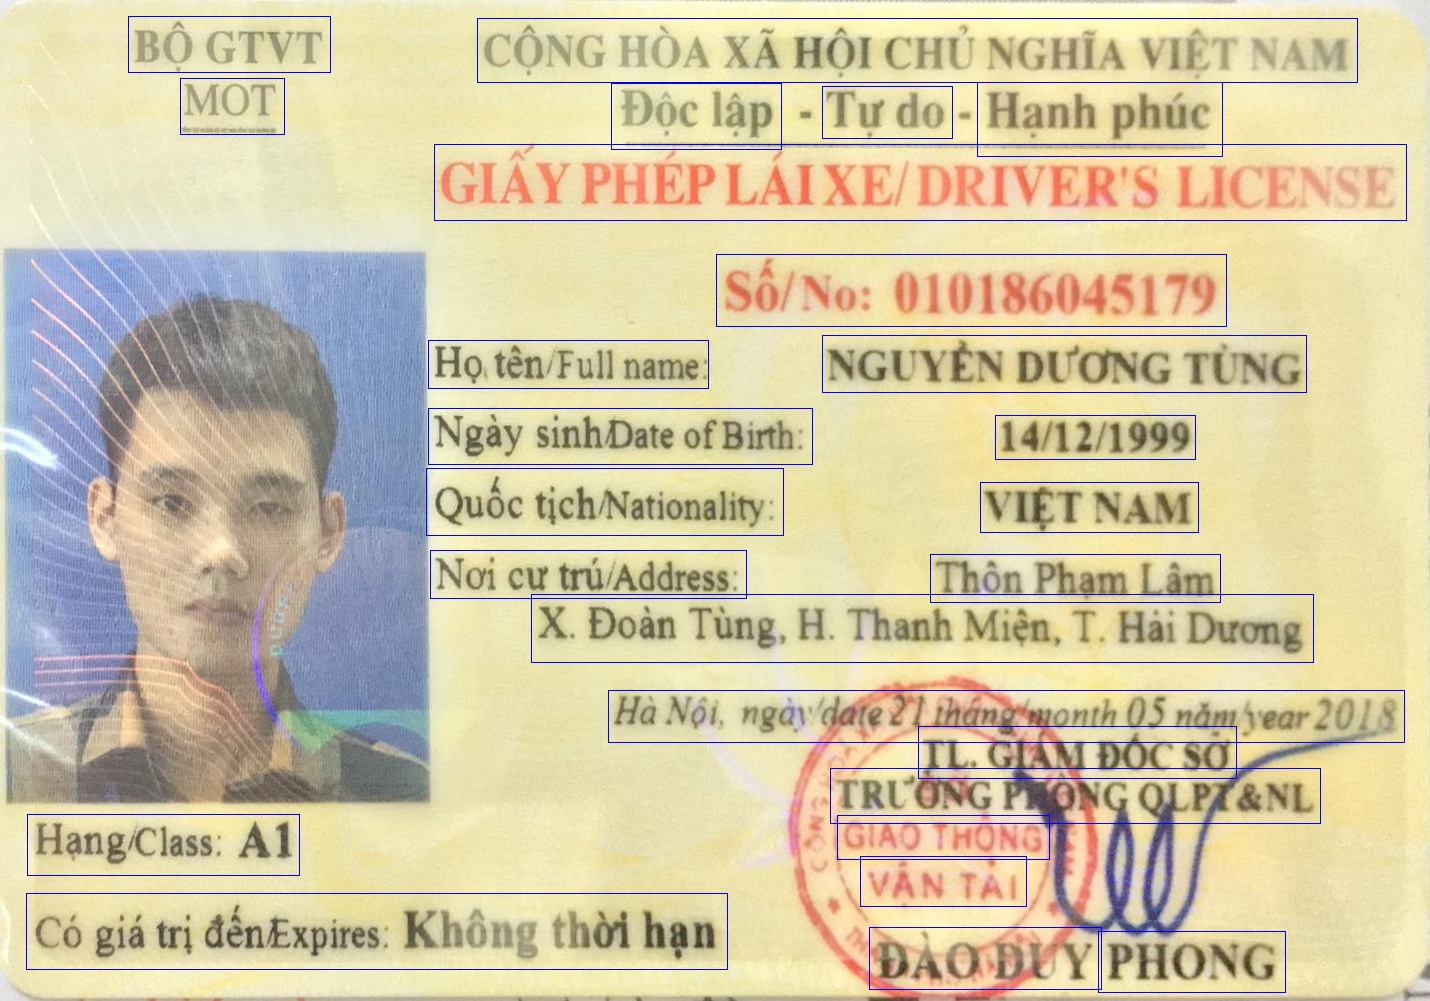 BỘ GTVT
MOT
CỘNG HÒA XÃ HỘI CHỦ NGHĨA VIỆT NAM
Độc lập - Tự do - Hạnh phúc
GIẤY PHÉP LÁI XE/ DRIVER'S LICENSE
Số/No: 010186045179
Họ tên/Full name: NGUYỄN DƯƠNG TÙNG
Ngày sinh/Date of Birth: 14/12/1999
Quốc tịch/Nationality: VIỆT NAM
Nơi cư trú/Address: Thôn Phạm Lâm
X. Đoàn Tùng, H. Thanh Miện, T. Hải Dương
Hà Nội, ngày/date 21 tháng/month 05 năm/year 2018
TL. GIÁM ĐỐC SỞ
TRƯỞNG PHÒNG QLPT&NL
GIAO THÔNG
VẬN TẢI
Hạng/Class: A1
Có giá trị đến/Expires: Không thời hạn
ĐÀO DUY PHONG